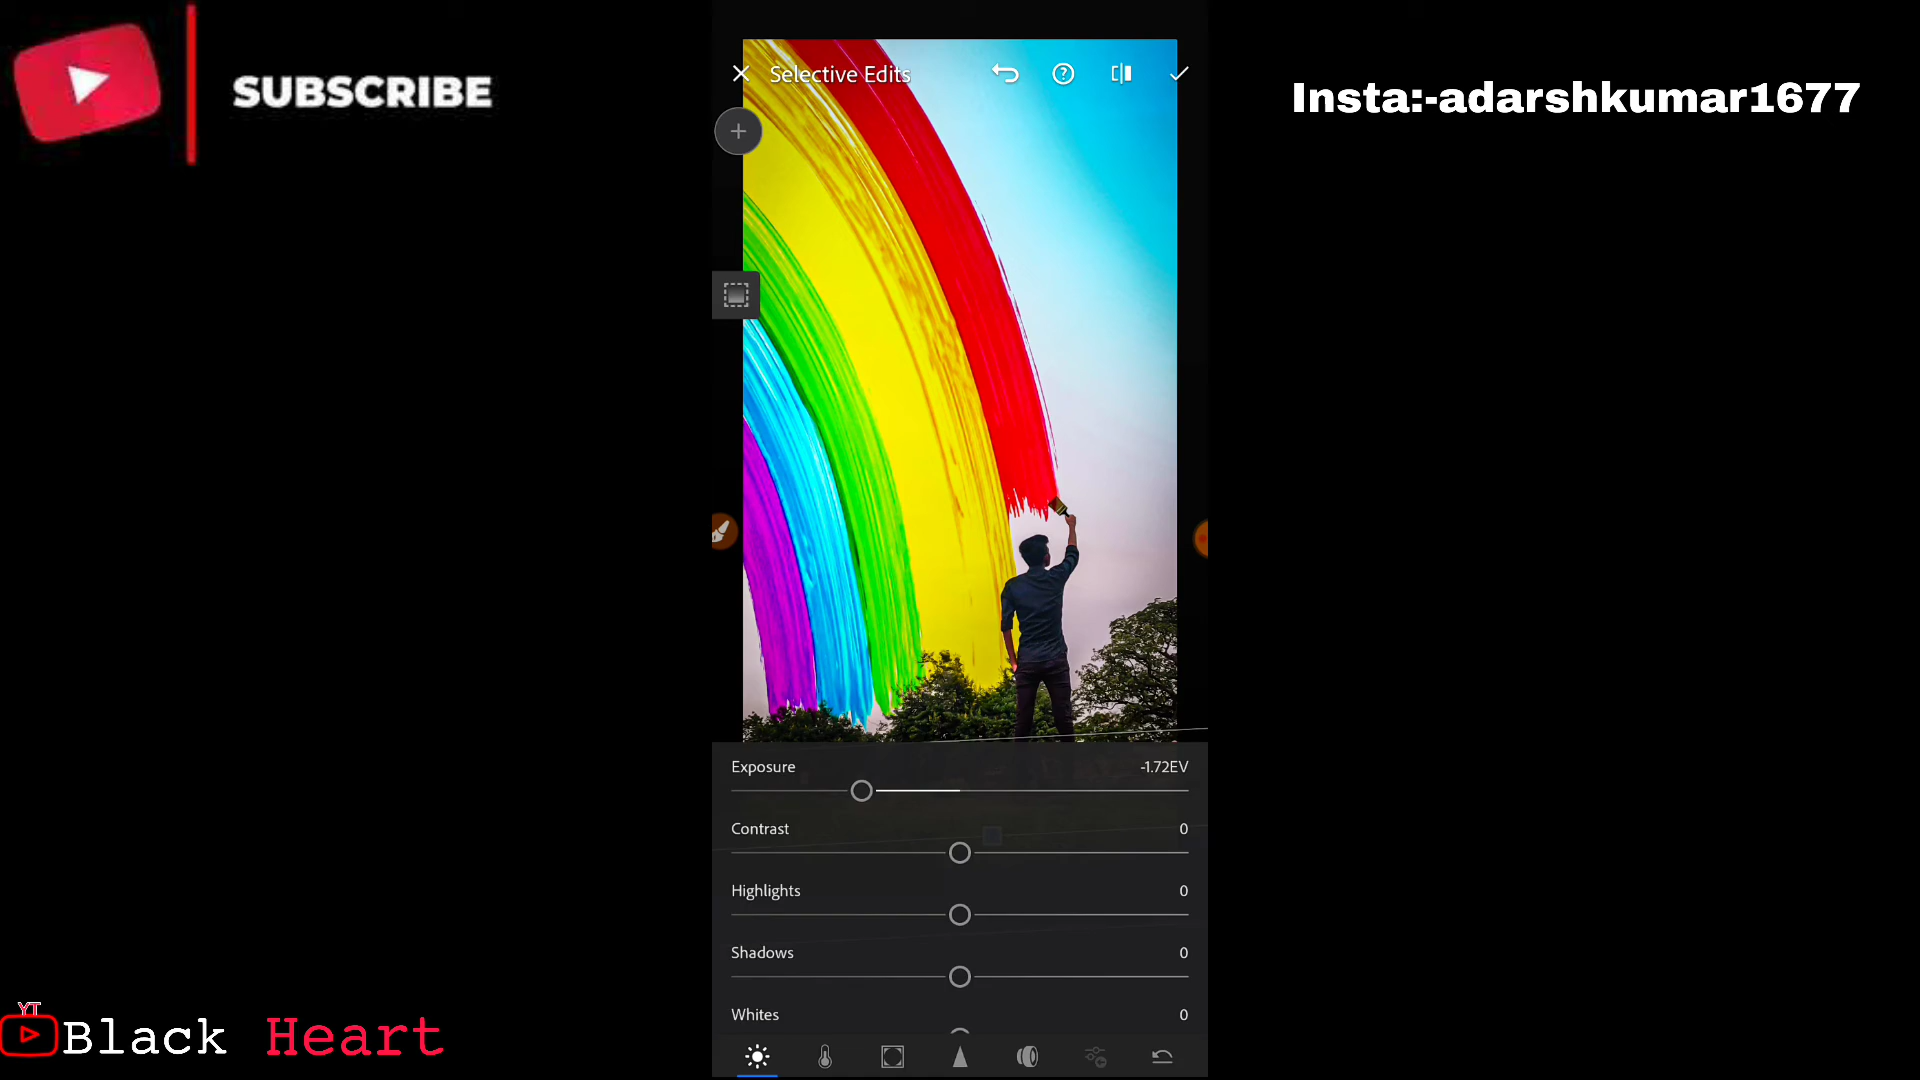 SUBSCRIBE
Selective Edits
Insta:-adarshkumar1677
Exposure -1.72EV
Contrast 0
Highlights 0
Shadows 0
Whites 0
YT
Black Heart